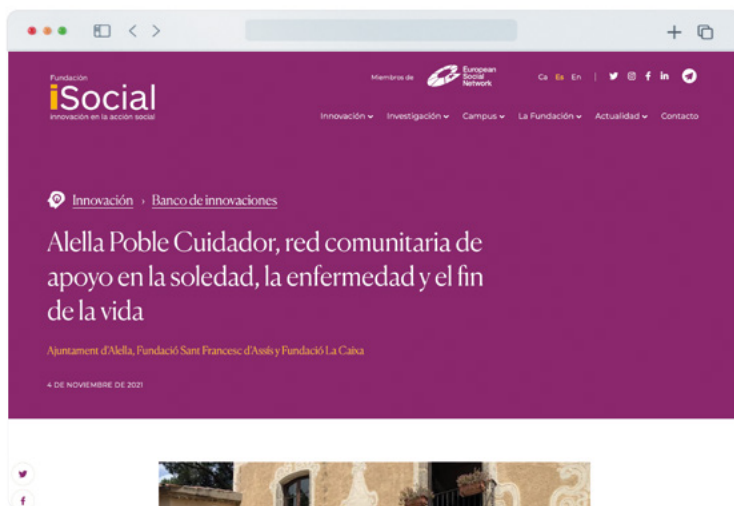 Fundación
iSocial
innovación en la acción social
Miembros de
European
Social
Network
Ca Es En |
Innovación Investigación Campus La Fundación Actualidad Contacto
Innovación › Banco de innovaciones
Alella Poble Cuidador, red comunitaria de
apoyo en la soledad, la enfermedad y el fin
de la vida
Ajuntament d'Alella, Fundació Sant Francesc d'Assís y Fundació La Caixa
4 DE NOVIEMBRE DE 2021